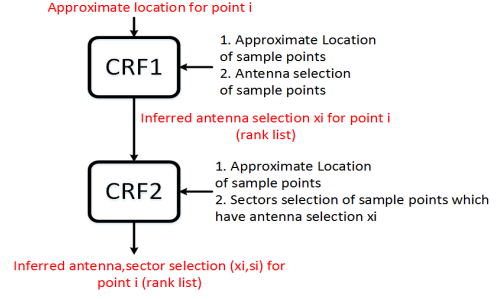 Approximate location for point i
CRF1
1. Approximate Location
of sample points
2. Antenna selection
of sample points
Inferred antenna selection xi for point i
(rank list)
CRF2
1. Approximate Location
of sample points
2. Sectors selection of sample points which
have antenna selection xi
Inferred antenna,sector selection (xi,si) for
point i (rank list)